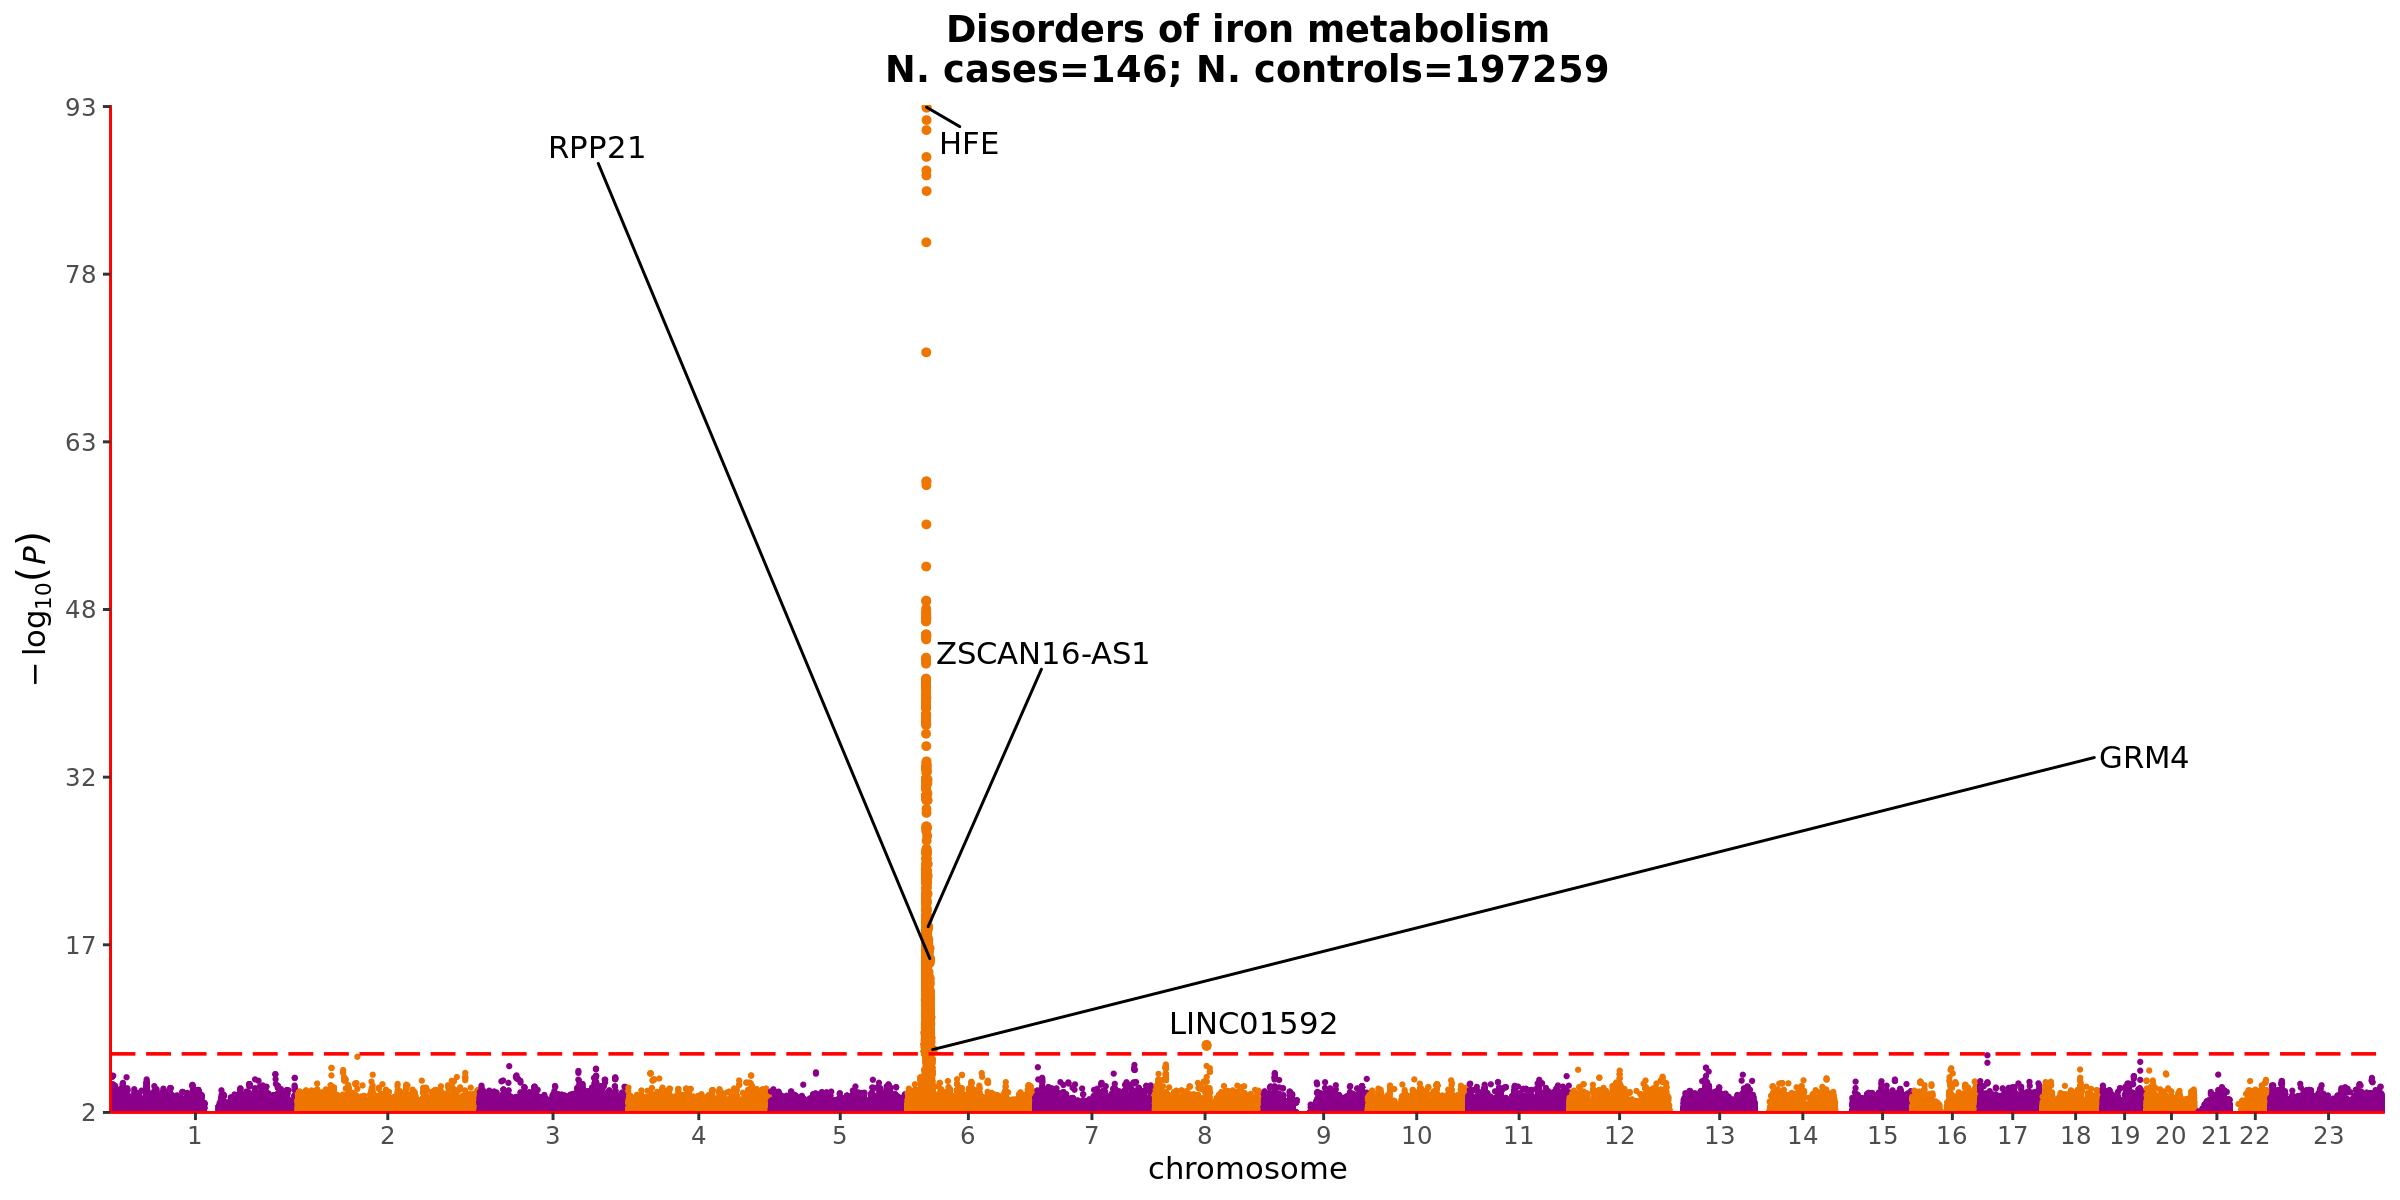 Disorders of iron metabolism
N. cases=146; N. controls=197259
93
78
63
48
32
17
2
− log10(P)
RPP21
HFE
ZSCAN16-AS1
GRM4
LINC01592
1 2 3 4 5 6 7 8 9 10 11 12 13 14 15 16 17 18 19 20 21 22 23
chromosome